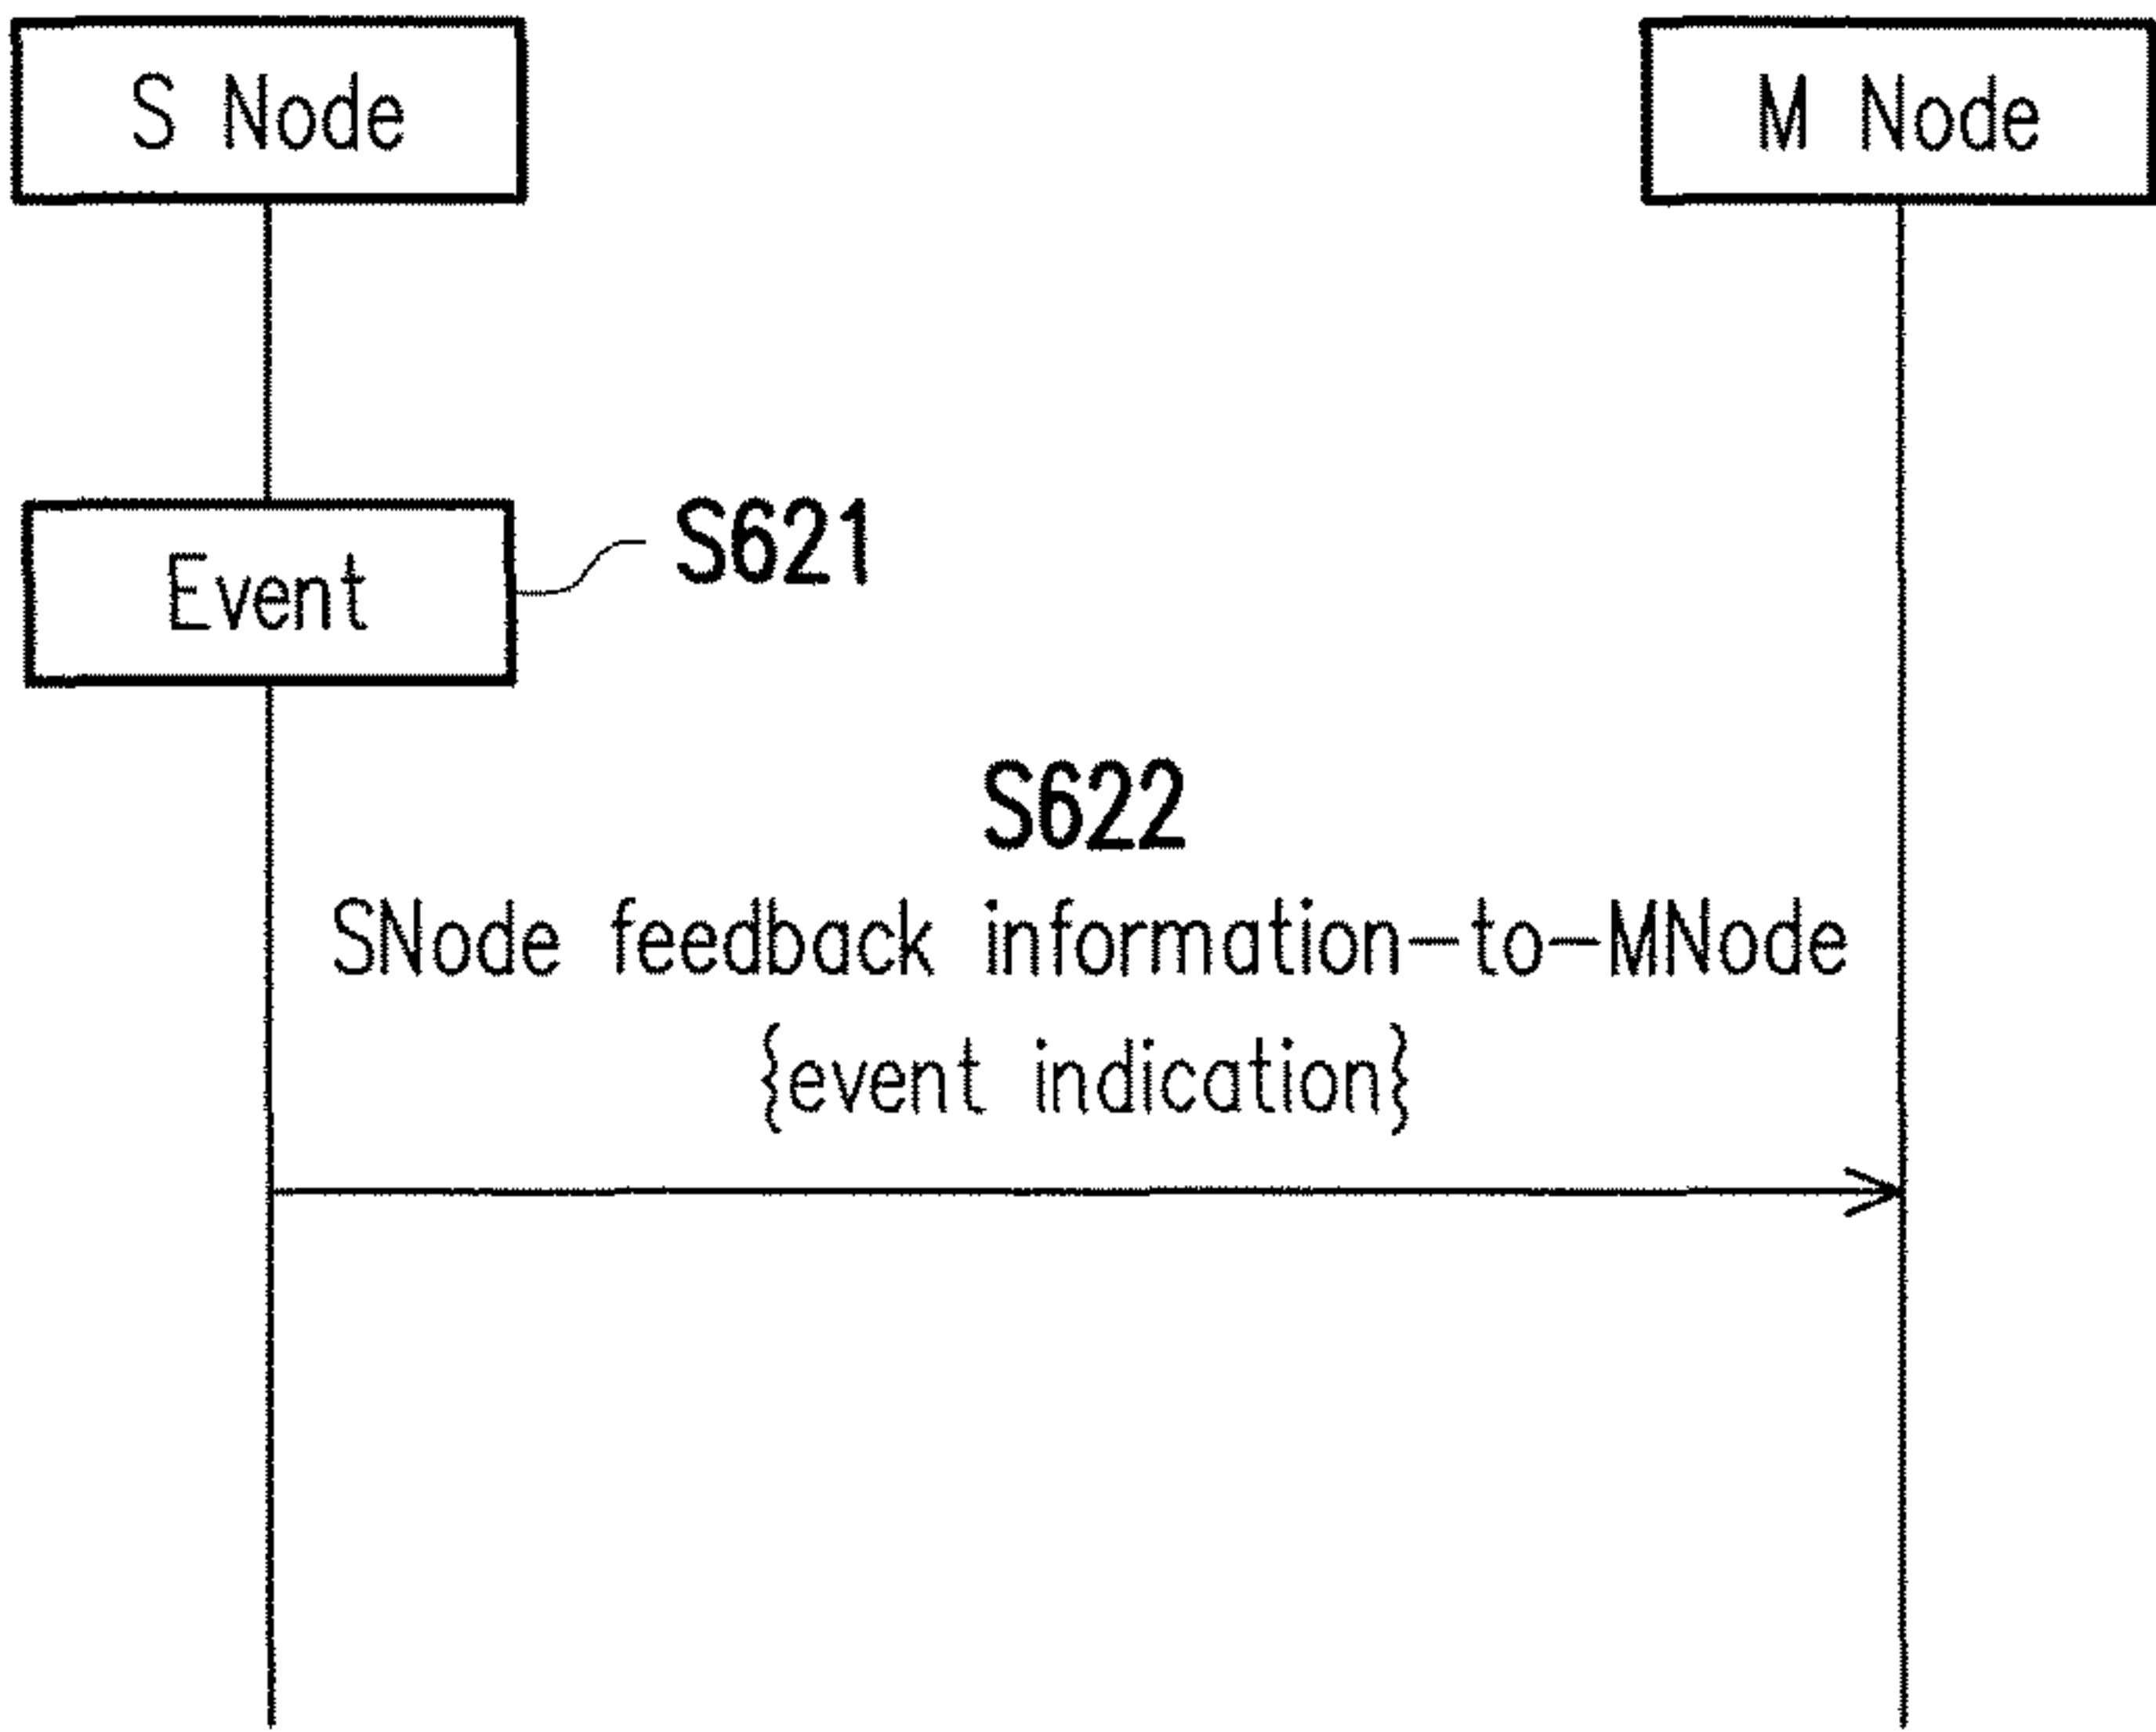 S Node
M Node
Event
S621
S622
SNode feedback information-to-MNode
{event indication}